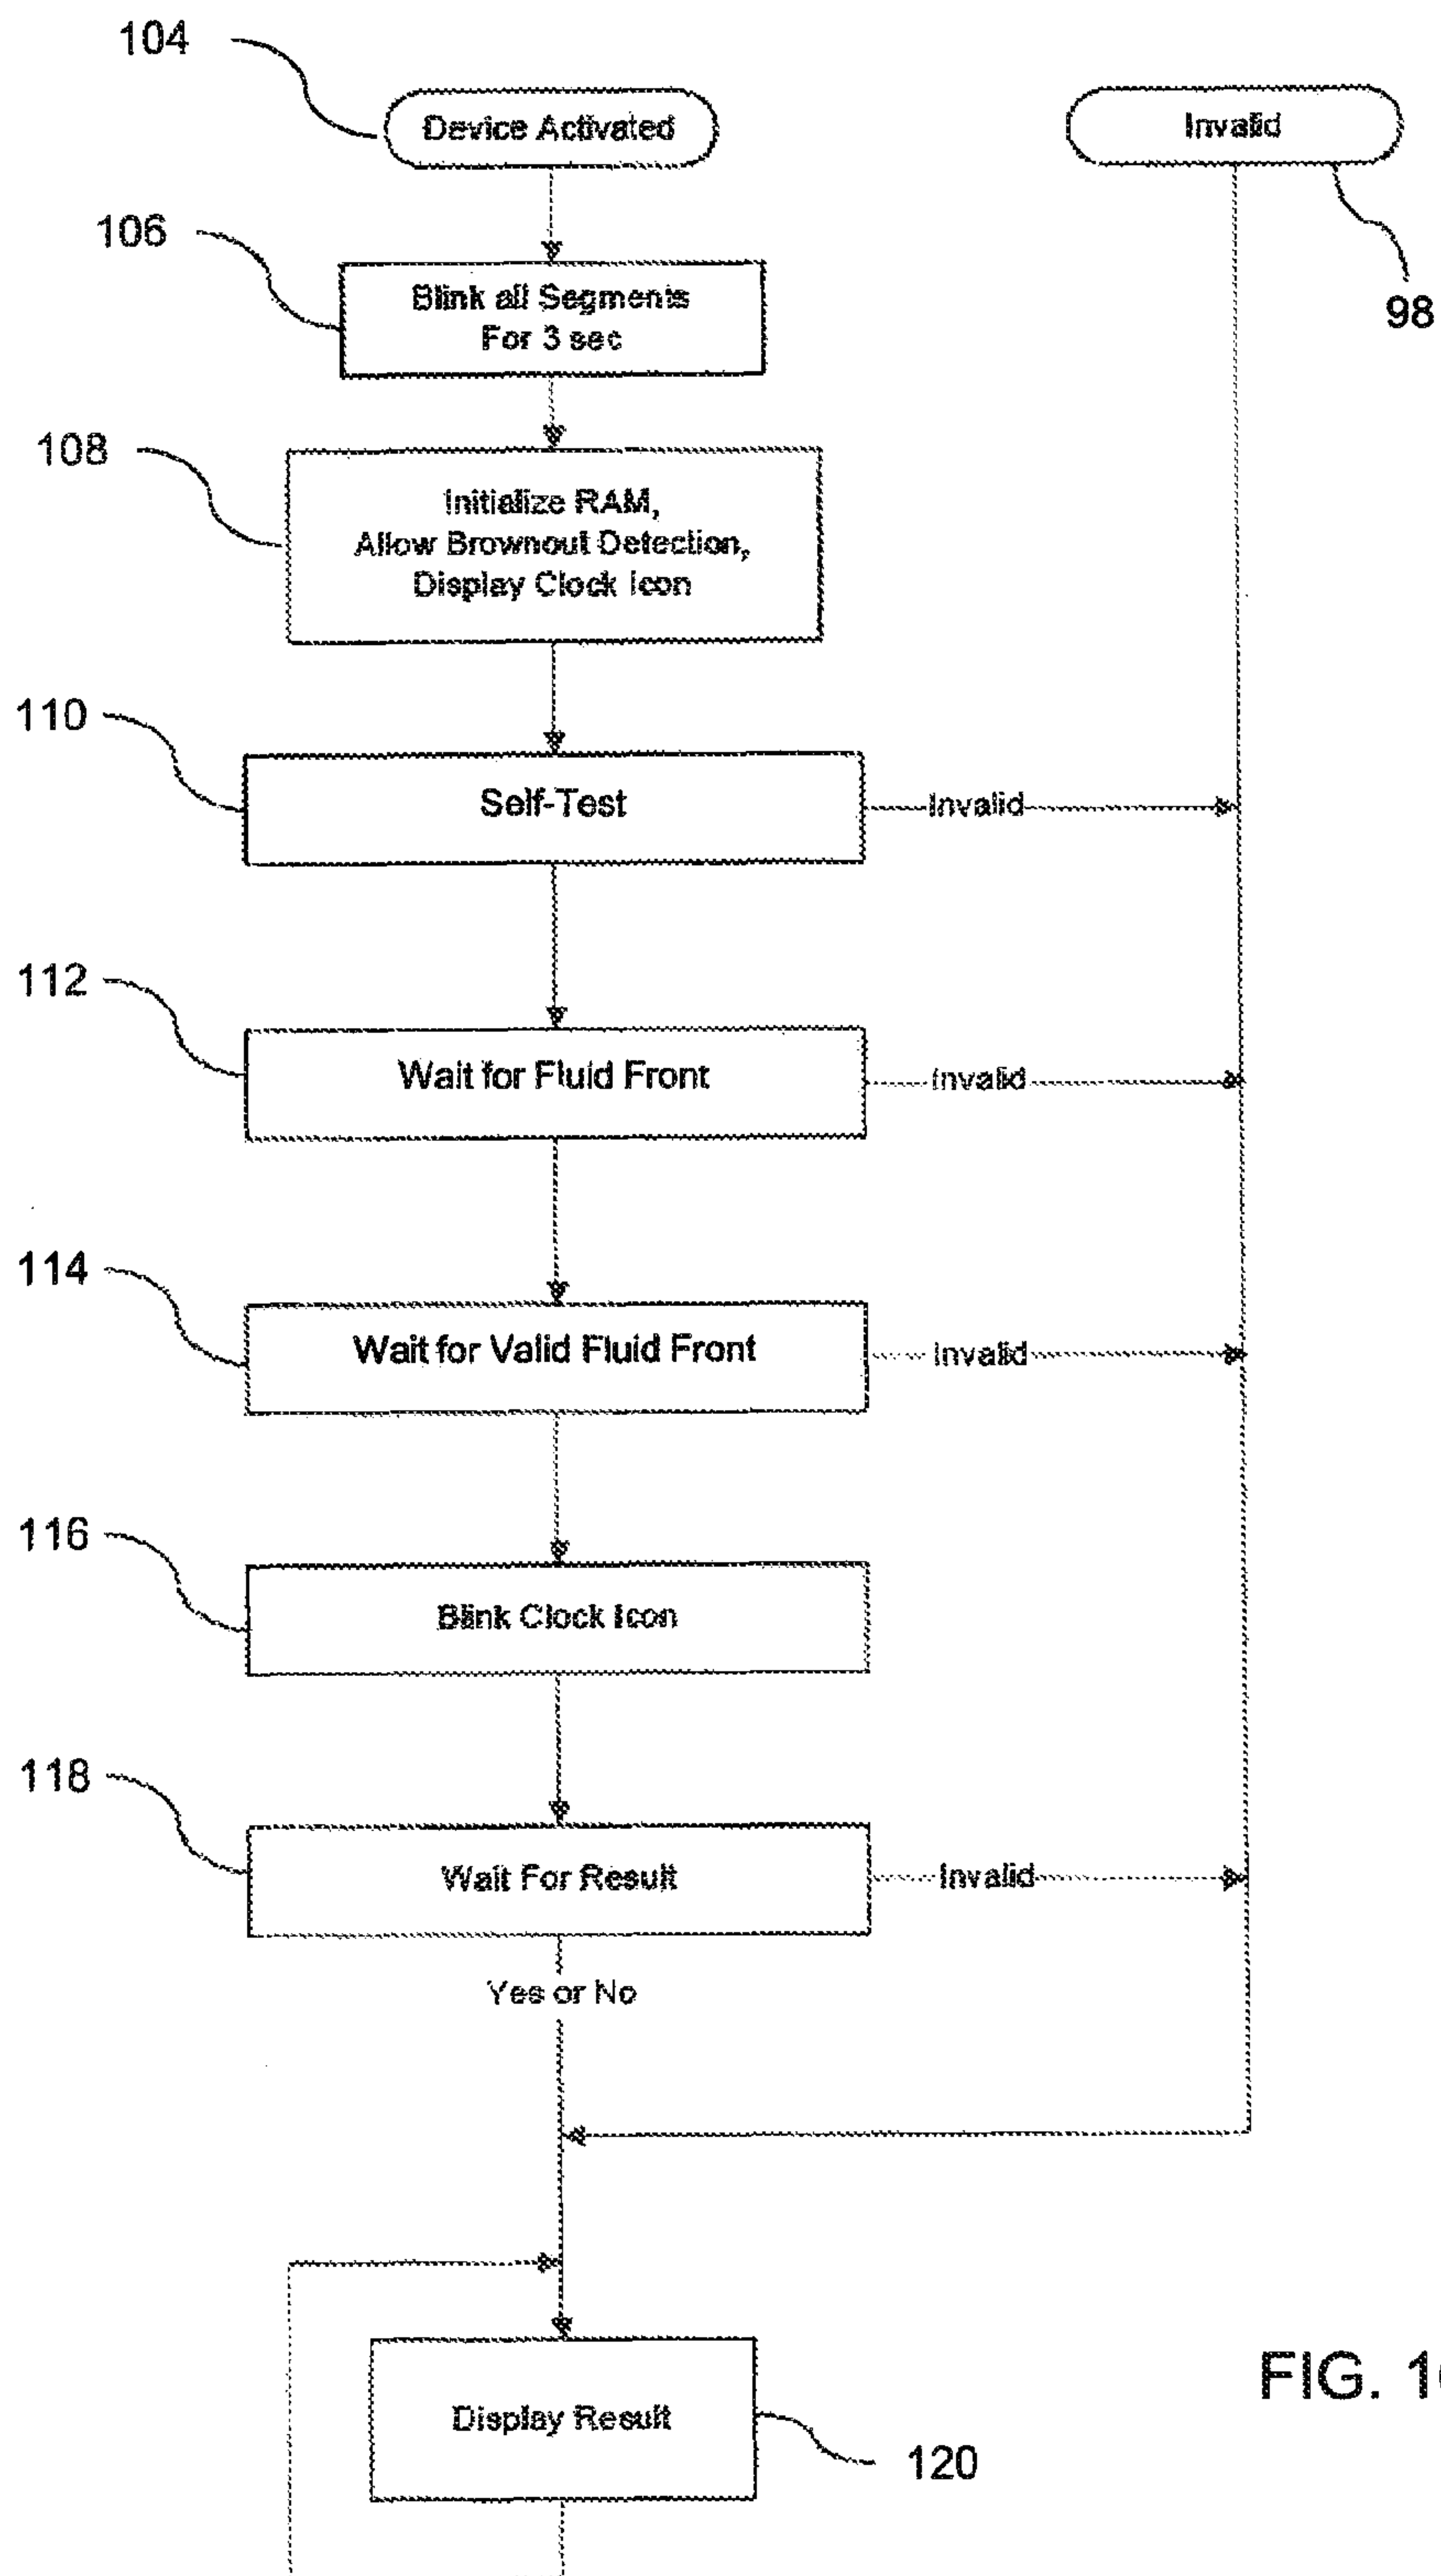 104
Device Activated
Invalid
106
Blink all Segments
For 3 sec
98
108
Initialize RAM,
Allow Brownout Detection,
Display Clock Icon
110
Self-Test
Invalid
112
Wait for Fluid Front
Invalid
114
Wait for Valid Fluid Front
Invalid
116
Blink Clock Icon
118
Wait For Result
Invalid
Yes or No
FIG. 1
Display Result
120